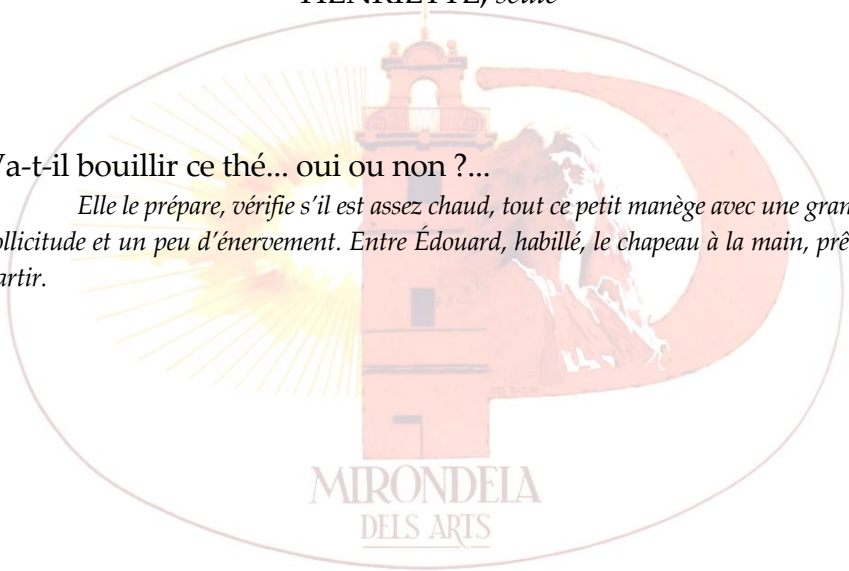 HENRIETTE, seule
Va-t-il bouillir ce thé... oui ou non ?...
Elle le prépare, vérifie s’il est assez chaud, tout ce petit manège avec une gran
ollicitude et un peu d’énervement. Entre Édouard, habillé, le chapeau à la main, prê
artir.
MIRONDELA
DELS ARTS